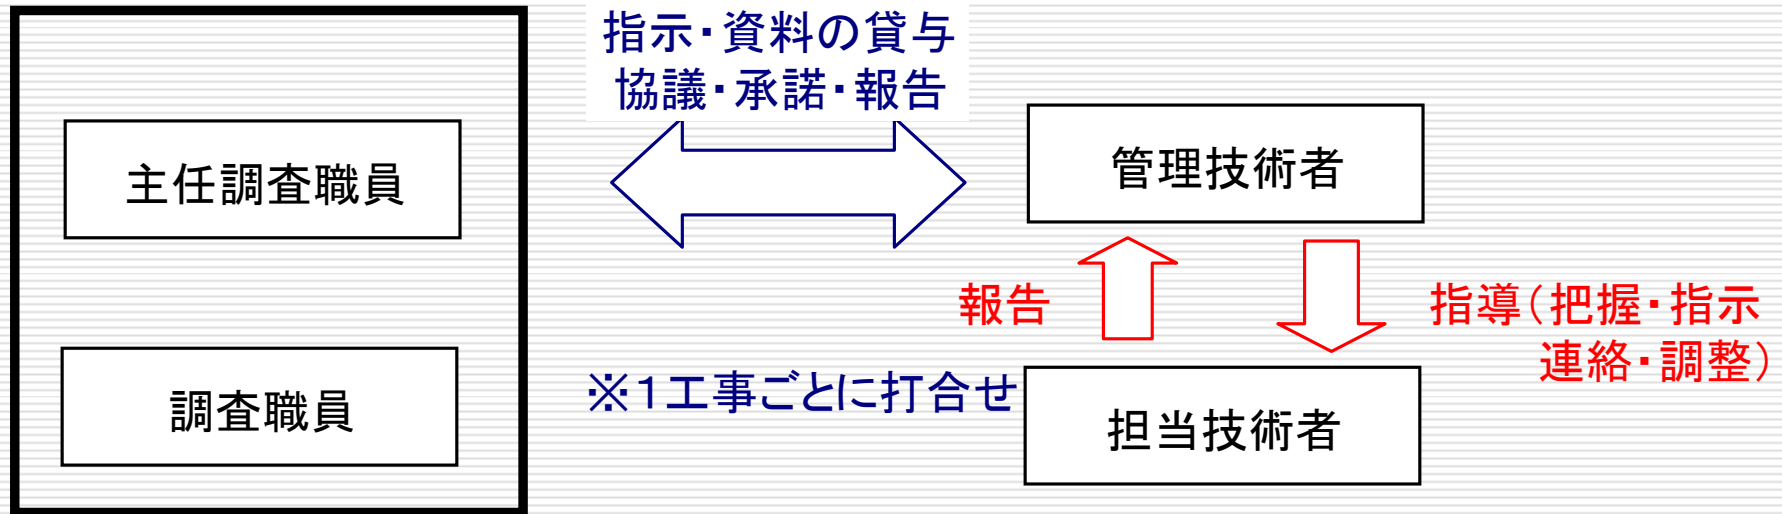 指示・資料の貸与
協議・承諾・報告
主任調査職員
管理技術者
報告
指導(把握・指示
連絡・調整)
※1工事ごとに打合せ
調査職員
担当技術者